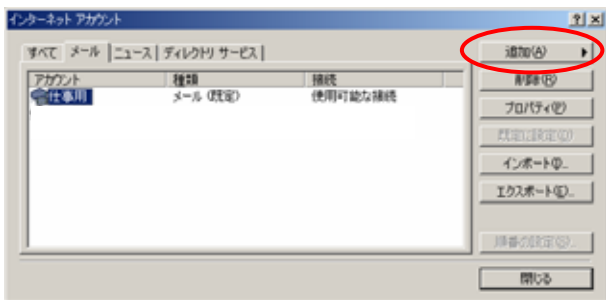 インターネット アカウント
すべて メール ニュース ディレクトリ サービス
追加(A)
アカウント 種類 接続
削除(R)
仕事用 メール (既定) 使用可能な接続
プロパティ(P)
既定に設定(D)
インポート(I)...
エクスポート(E)...
順番の設定(S)...
閉じる